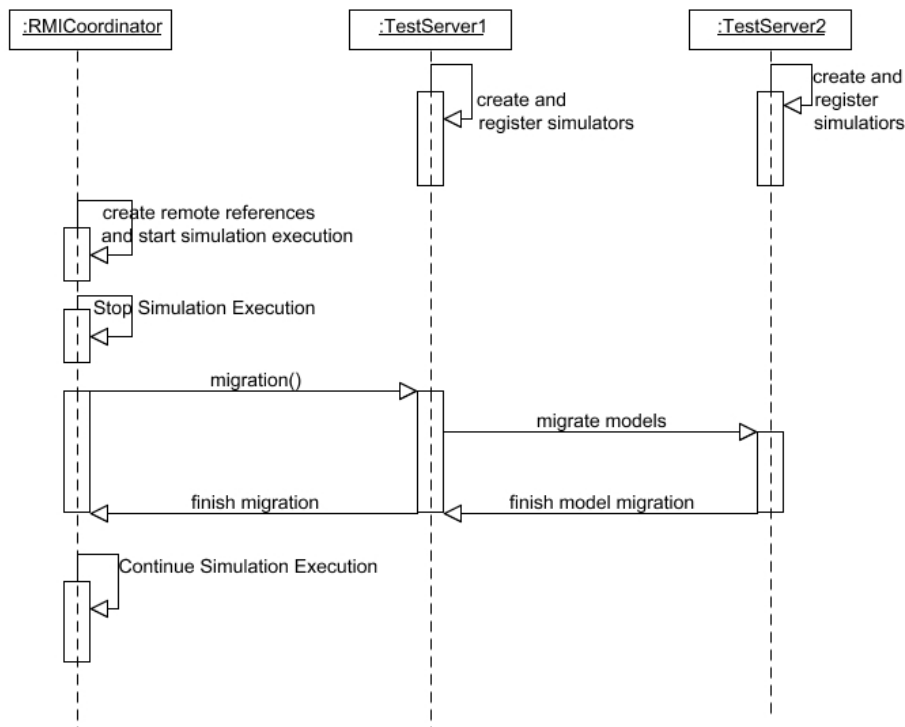 :RMICoordinator
:TestServer1
:TestServer2
create and
register simulators
create and
register
simulatiors
create remote references
and start simulation execution
Stop Simulation Execution
migration()
migrate models
finish migration
finish model migration
Continue Simulation Execution